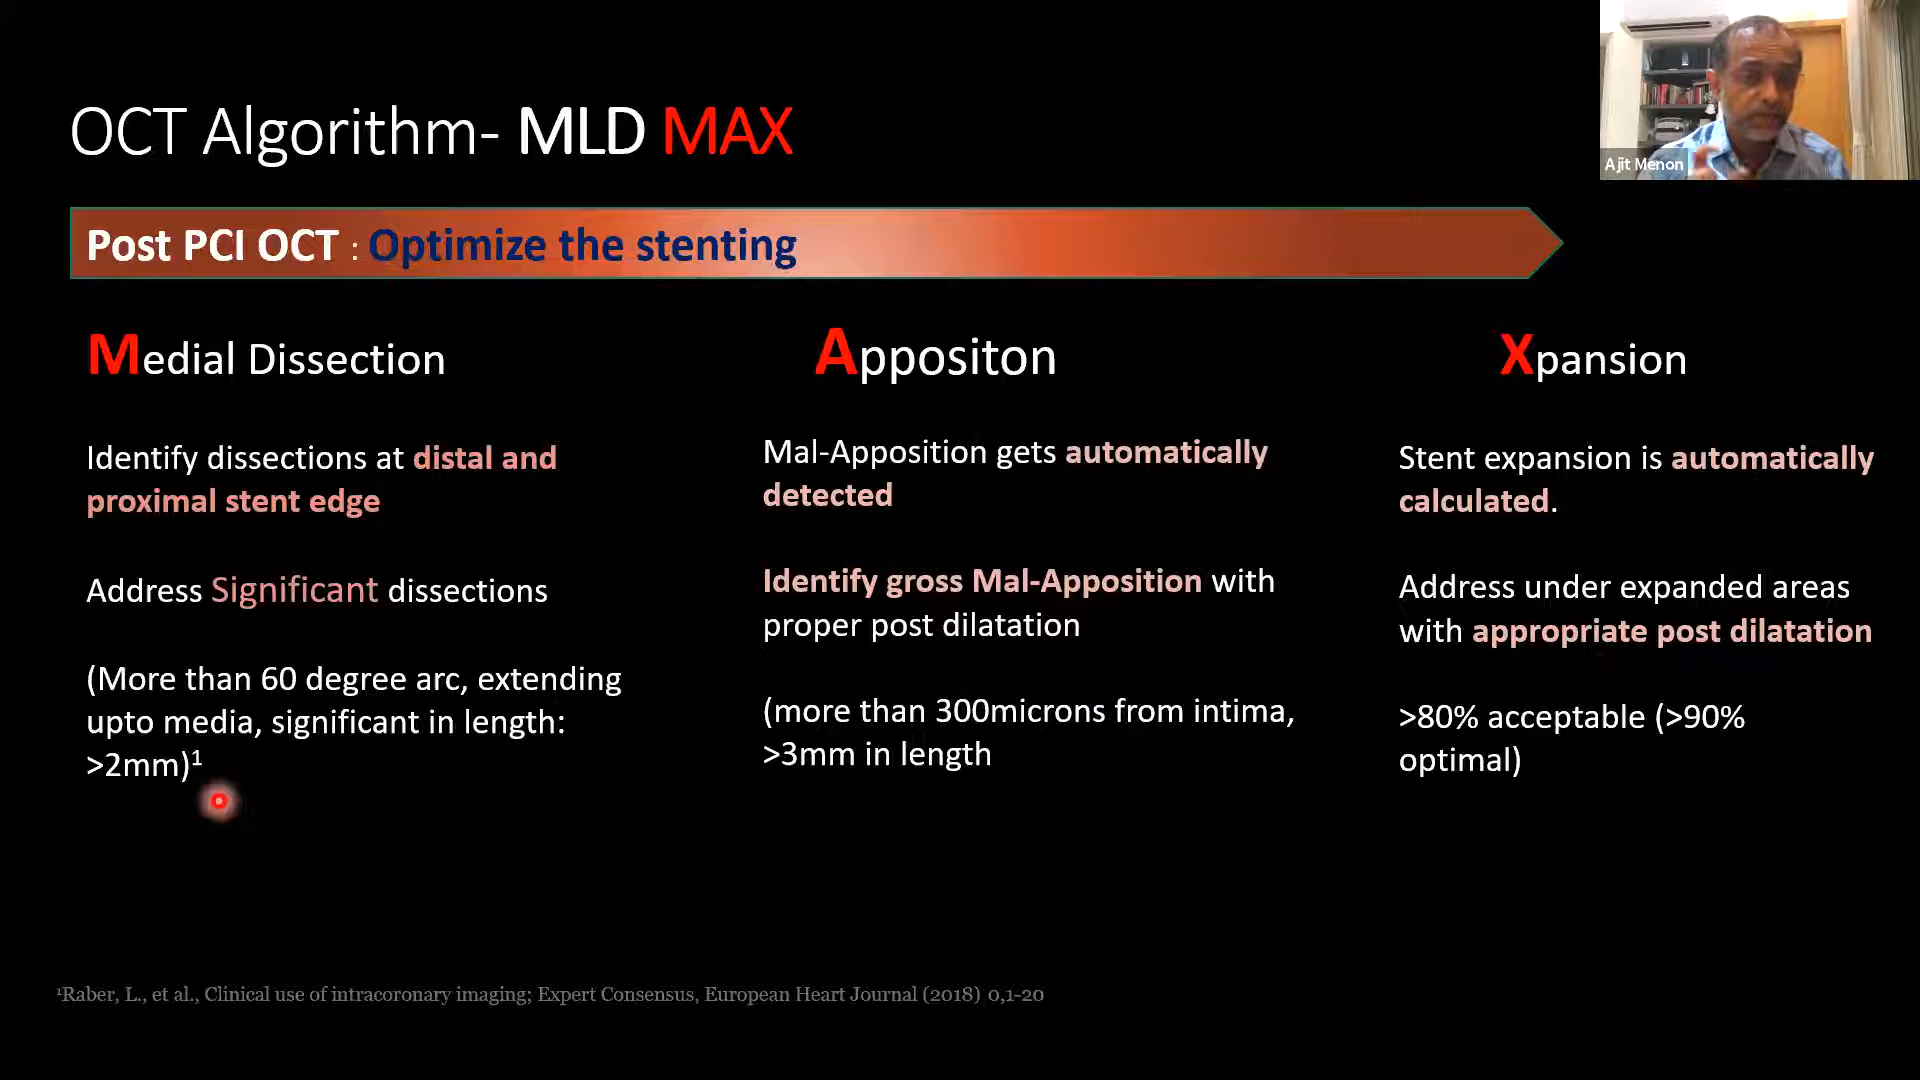 OCT Algorithm- MLD MAX
Ajit Menon
Post PCI OCT : Optimize the stenting
Medial Dissection
Identify dissections at distal and
proximal stent edge
Address Significant dissections
(More than 60 degree arc, extending
upto media, significant in length:
>2mm)¹
Appositon
Mal-Apposition gets automatically
detected
Identify gross Mal-Apposition with
proper post dilatation
(more than 300microns from intima,
>3mm in length
Xpansion
Stent expansion is automatically
calculated.
Address under expanded areas
with appropriate post dilatation
>80% acceptable (>90%
optimal)
¹Raber, L., et al., Clinical use of intracoronary imaging; Expert Consensus, European Heart Journal (2018) 0,1-20